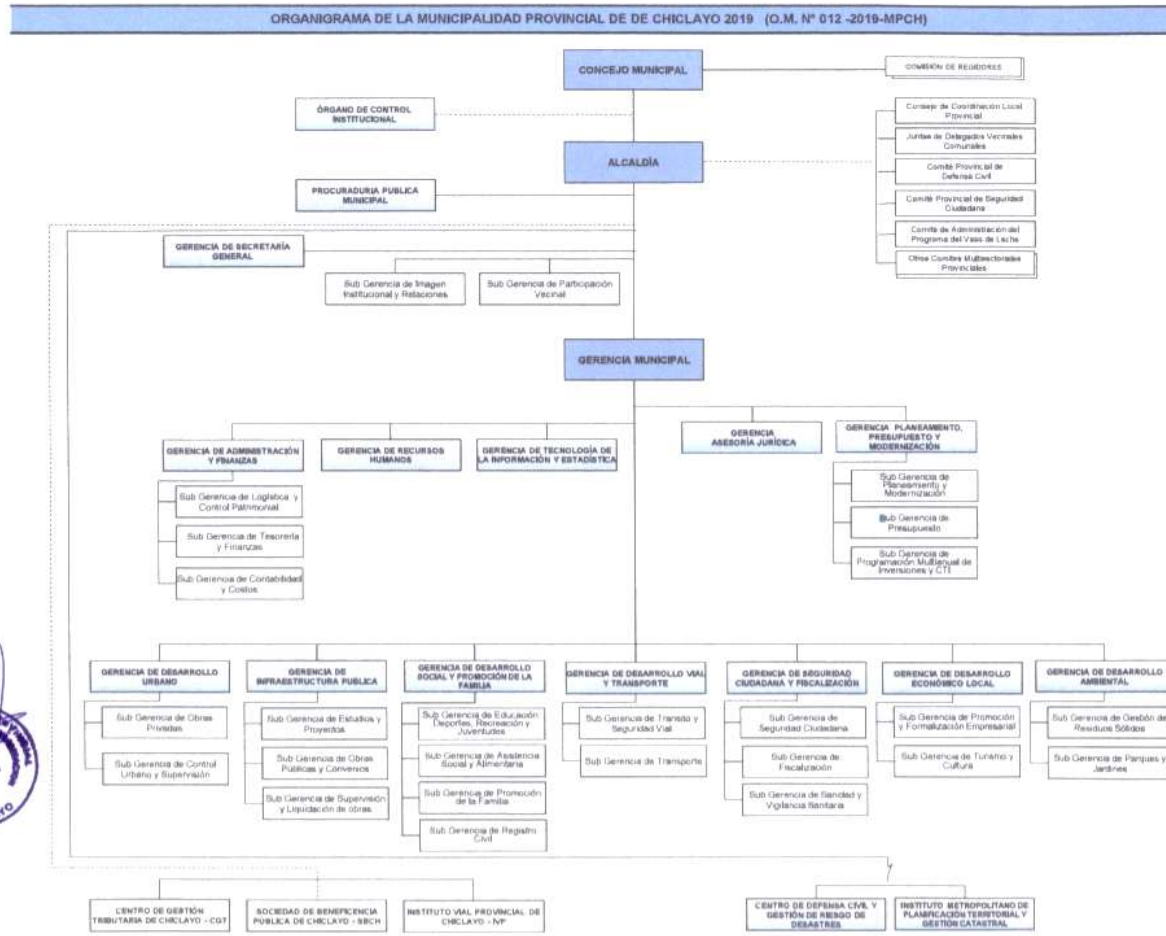 ORGANIGRAMA DE LA MUNICIPALIDAD PROVINCIAL DE DE CHICLAYO 2019 (O.M. N° 012 -2019-MPCH)
CONCEJO MUNICIPAL
COMISIÓN DE REGIDORES
ÓRGANO DE CONTROL
INSTITUCIONAL
Consejo de Coordinación Local
Provincial
Juntas de Delegados Vecinales
Comunales
ALCALDÍA
Comité Provincial de
Defensa Civil
PROCURADURIA PUBLICA
MUNICIPAL
Comité Provincial de Seguridad
Ciudadana
Comité de Administración del
Programa del Vaso de Leche
Otros Comites Multisectoriales
Provinciales
GERENCIA DE SECRETARÍA
GENERAL
Sub Gerencia de Imagen
Institucional y Relaciones
Sub Gerencia de Participación
Vecinal
GERENCIA MUNICIPAL
GERENCIA DE ADMINISTRACIÓN
Y FINANZAS
GERENCIA DE RECURSOS
HUMANOS
GERENCIA DE TECNOLOGÍA DE
LA INFORMACIÓN Y ESTADÍSTICA
GERENCIA
ASESORÍA JURÍDICA
GERENCIA PLANEAMIENTO,
PRESUPUESTO Y
MODERNIZACIÓN
Sub Gerencia de Logística y
Control Patrimonial
Sub Gerencia de Tesorería
y Finanzas
Sub Gerencia de Contabilidad
y Costos
Sub Gerencia de
Planeamiento y
Modernización
Sub Gerencia de
Presupuesto
Sub Gerencia de
Programación Multianual de
Inversiones y CTI
GERENCIA DE DESARROLLO
URBANO
Sub Gerencia de Obras
Privadas
Sub Gerencia de Control
Urbano y Supervisión
GERENCIA DE
INFRAESTRUCTURA PUBLICA
Sub Gerencia de Estudios y
Proyectos
Sub Gerencia de Obras
Públicas y Convenios
Sub Gerencia de Supervisión
y Liquidación de obras
GERENCIA DE DESARROLLO
SOCIAL Y PROMOCIÓN DE LA
FAMILIA
Sub Gerencia de Educación
Deportes, Recreación y
Juventudes
Sub Gerencia de Asistencia
Social y Alimentaria
Sub Gerencia de Promoción
de la Familia
Sub Gerencia de Registro
Civil
GERENCIA DE DESARROLLO VIAL
Y TRANSPORTE
Sub Gerencia de Transito y
Seguridad Vial
Sub Gerencia de Transporte
GERENCIA DE SEGURIDAD
CIUDADANA Y FISCALIZACIÓN
Sub Gerencia de
Seguridad Ciudadana
Sub Gerencia de
Fiscalización
Sub Gerencia de Sanidad y
Vigilancia Sanitaria
GERENCIA DE DESARROLLO
ECONÓMICO LOCAL
Sub Gerencia de Promoción
y Formalización Empresarial
Sub Gerencia de Turismo y
Cultura
GERENCIA DE DESARROLLO
AMBIENTAL
Sub Gerencia de Gestión de
Residuos Sólidos
Sub Gerencia de Parques y
Jardines
CENTRO DE GESTIÓN
TRIBUTARIA DE CHICLAYO - CGT
SOCIEDAD DE BENEFICENCIA
PÚBLICA DE CHICLAYO - SBCH
INSTITUTO VIAL PROVINCIAL DE
CHICLAYO - IVP
CENTRO DE DEFENSA CIVIL Y
GESTIÓN DE RIESGO DE
DESASTRES
INSTITUTO METROPOLITANO DE
PLANIFICACIÓN TERRITORIAL Y
GESTIÓN CATASTRAL